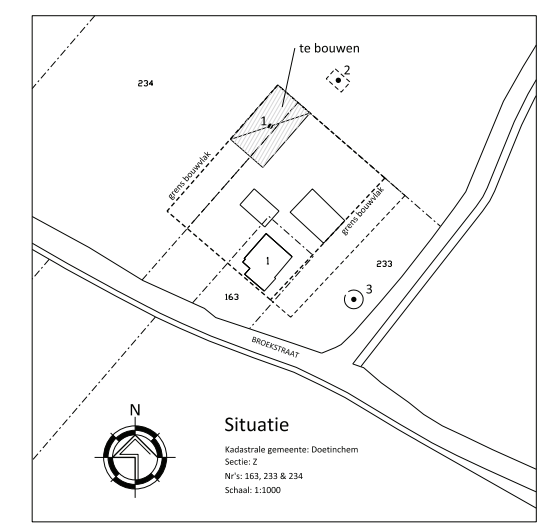 te bouwen
2
234
1
grens bouwvlak
grens bouwvlak
1
233
163
3
BROEKSTRAAT
N
Situatie
Kadastrale gemeente: Doetinchem
Sectie: Z
Nr's: 163, 233 & 234
Schaal: 1:1000